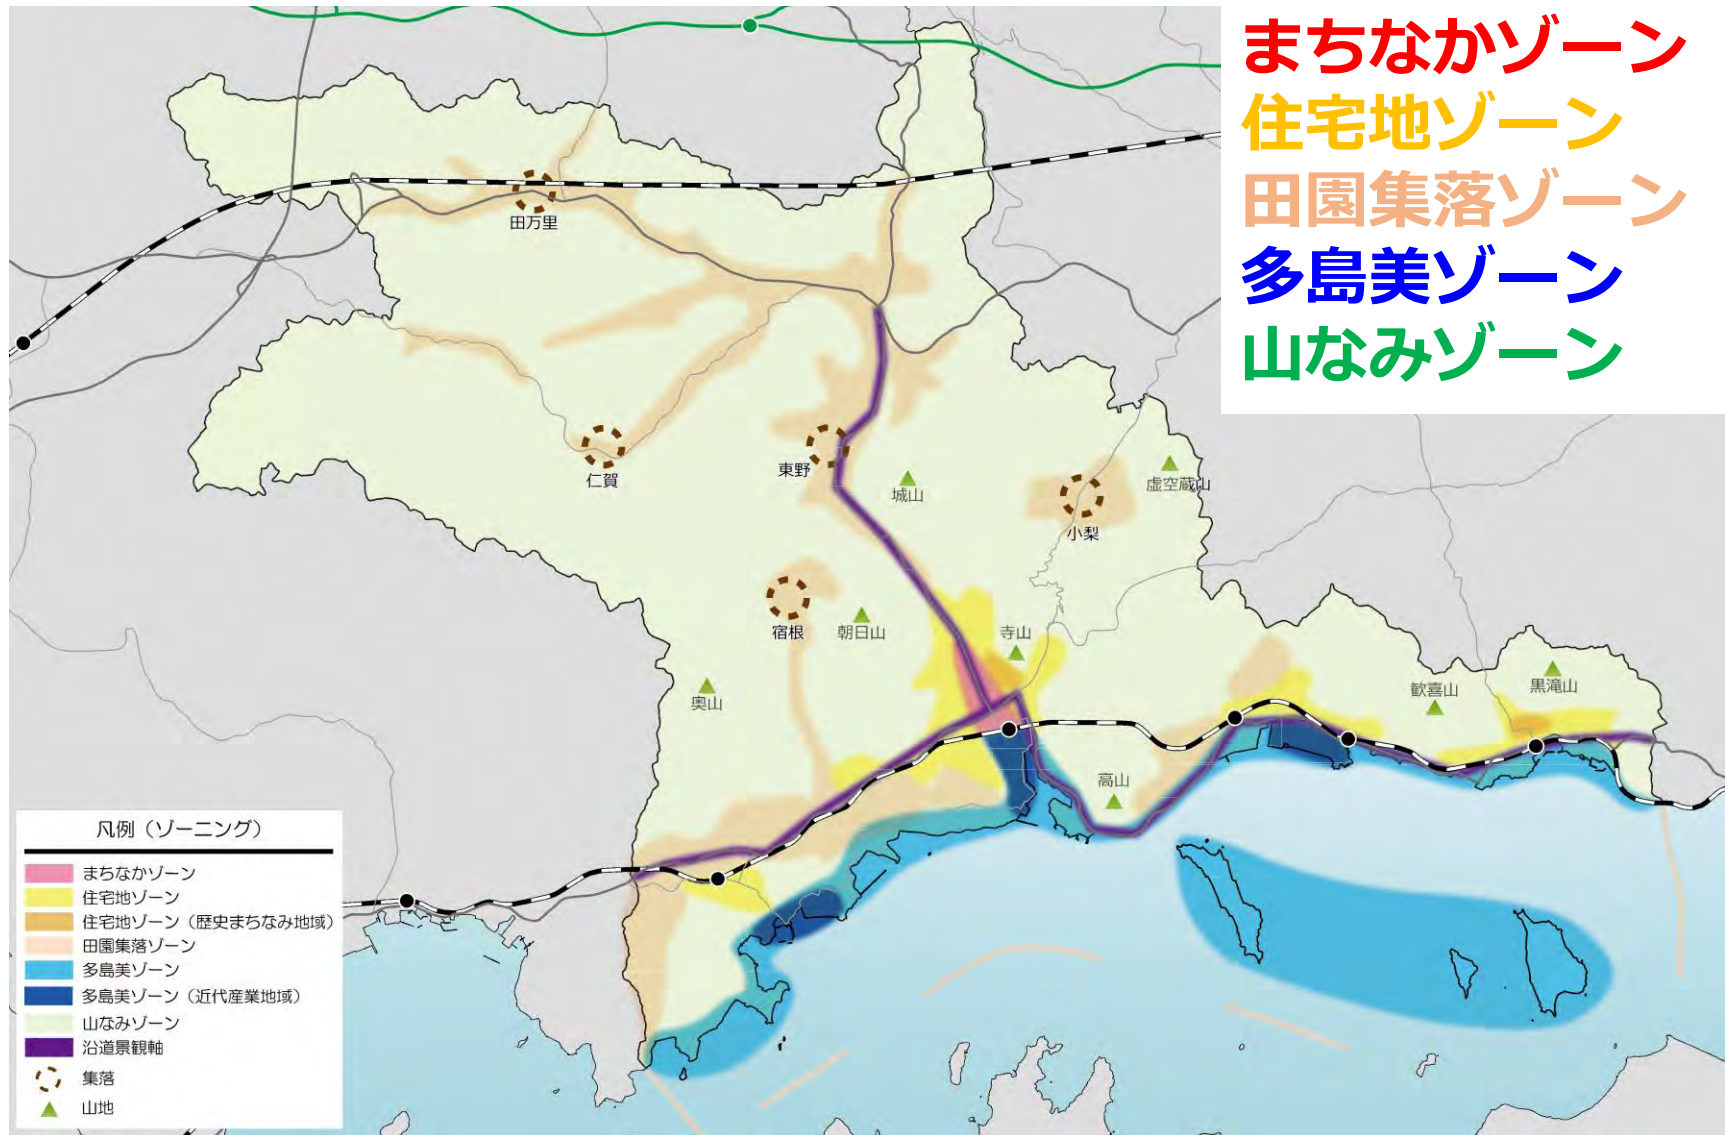 まちなかゾーン
住宅地ゾーン
田園集落ゾーン
多島美ゾーン
山なみゾーン
田万里
仁賀
東野
城山
虚空蔵山
小梨
宿根
朝日山
寺山
奥山
歓喜山
黒滝山
高山
凡例（ゾーニング）
まちなかゾーン
住宅地ゾーン
住宅地ゾーン（歴史まちなみ地域）
田園集落ゾーン
多島美ゾーン
多島美ゾーン（近代産業地域）
山なみゾーン
沿道景観軸
集落
山地